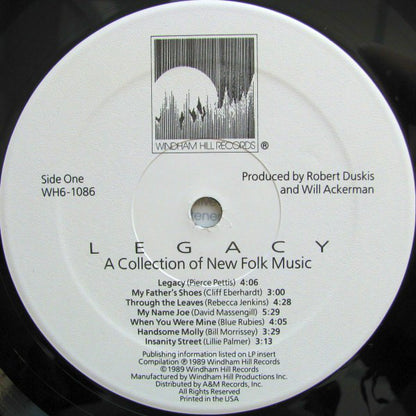 WINDHAM HILL RECORDS ®
Side One
WH6-1086
Produced by Robert Duskis
and Will Ackerman
LEGACY
A Collection of New Folk Music
Legacy (Pierce Pettis) 4:06
My Father's Shoes (Cliff Eberhardt) 3:00
Through the Leaves (Rebecca Jenkins) 4:28
My Name Joe (David Massengill) 5:29
When You Were Mine (Blue Rubies) 4:05
Handsome Molly (Bill Morrissey) 3:29
Insanity Street (Lillie Palmer) 3:13
Publishing information listed on LP insert
Compilation ℗ 1989 Windham Hill Records
© 1989 Windham Hill Records
Manufactured by Windham Hill Productions Inc.
Distributed by A&M Records, Inc.
All Rights Reserved
Printed in the USA